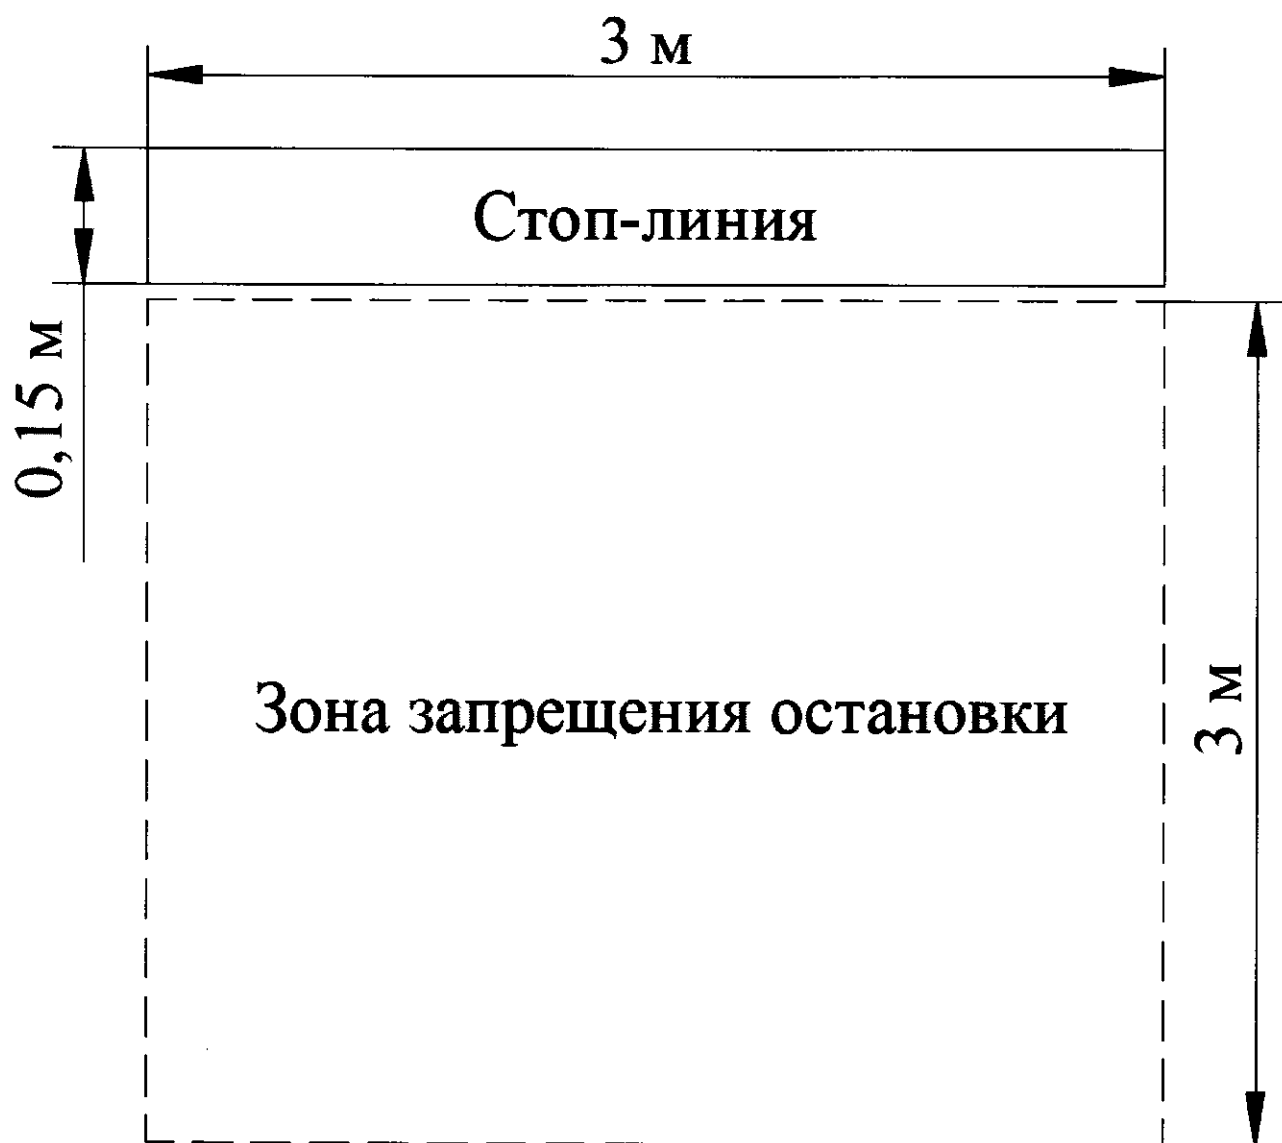 3 м
Стоп-линия
0,15 м
Зона запрещения остановки
3 м